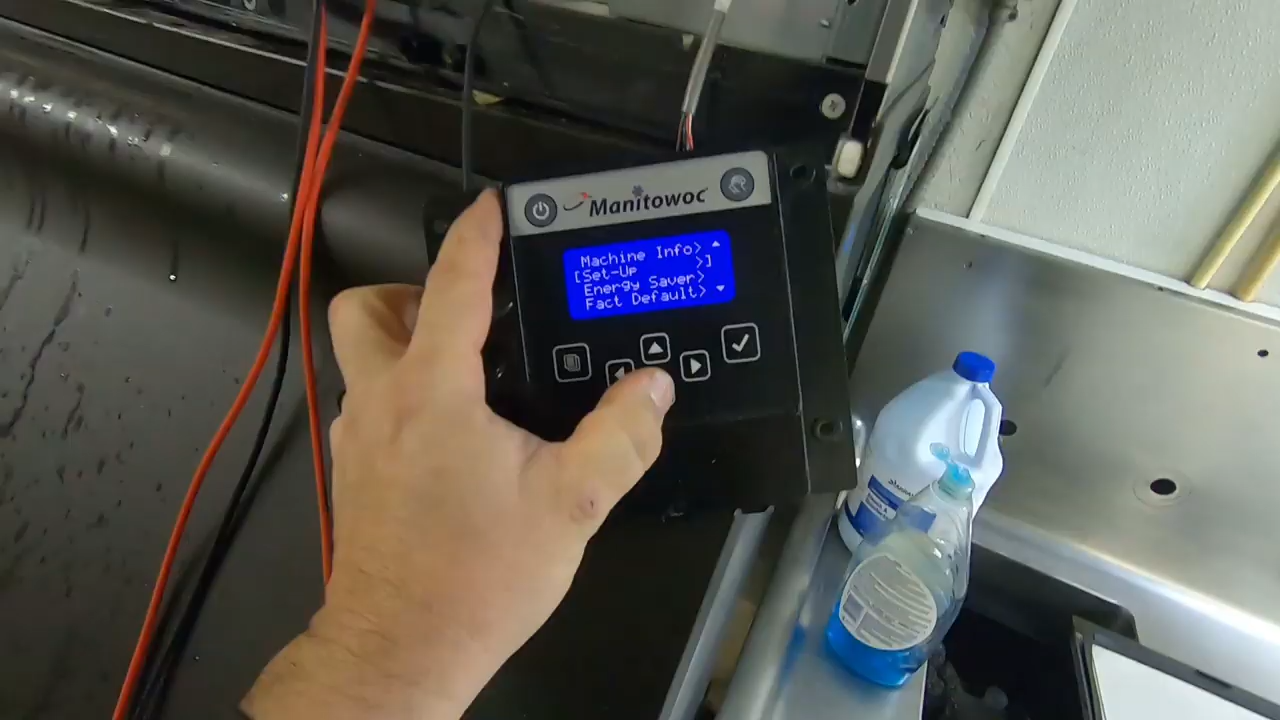 Manitowoc
Machine Info>
[Set-Up >]
Energy Saver>
Fact Default>